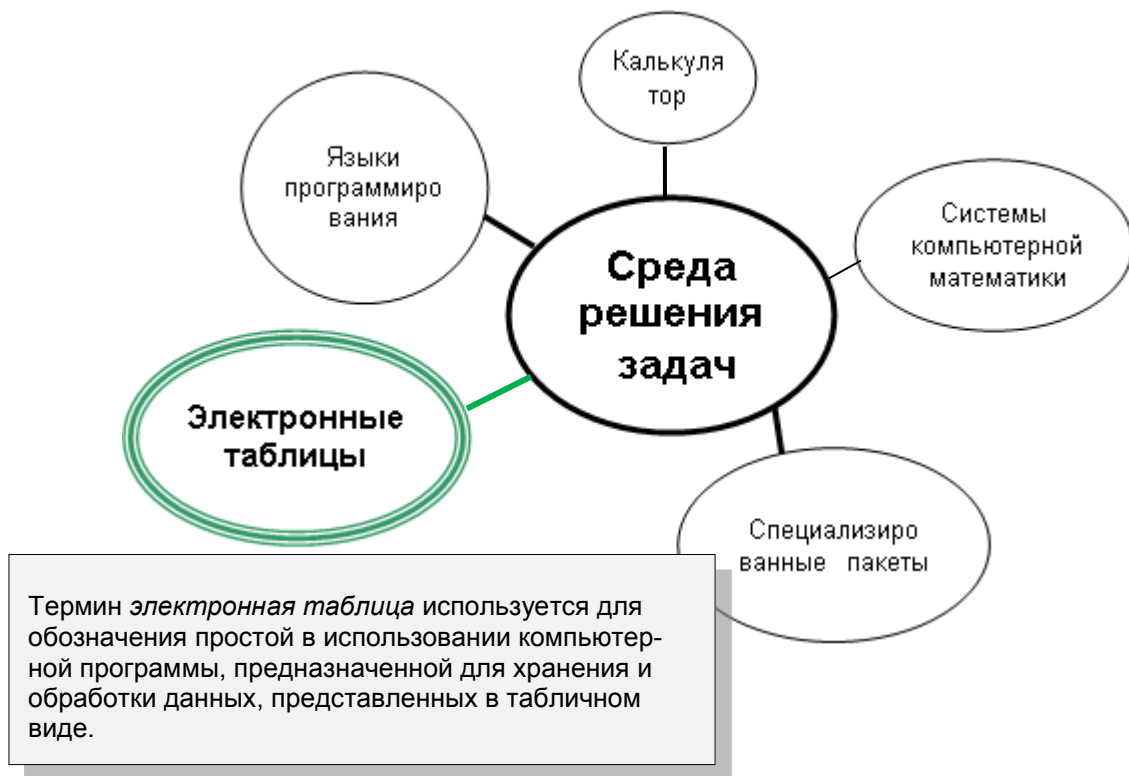 Калькуля
тор
Языки
программиро
вания
Системы
компьютерной
математики
Среда
решения
задач
Электронные
таблицы
Специализиро
ванные пакеты
Термин электронная таблица используется для
обозначения простой в использовании компьютер-
ной программы, предназначенной для хранения и
обработки данных, представленных в табличном
виде.